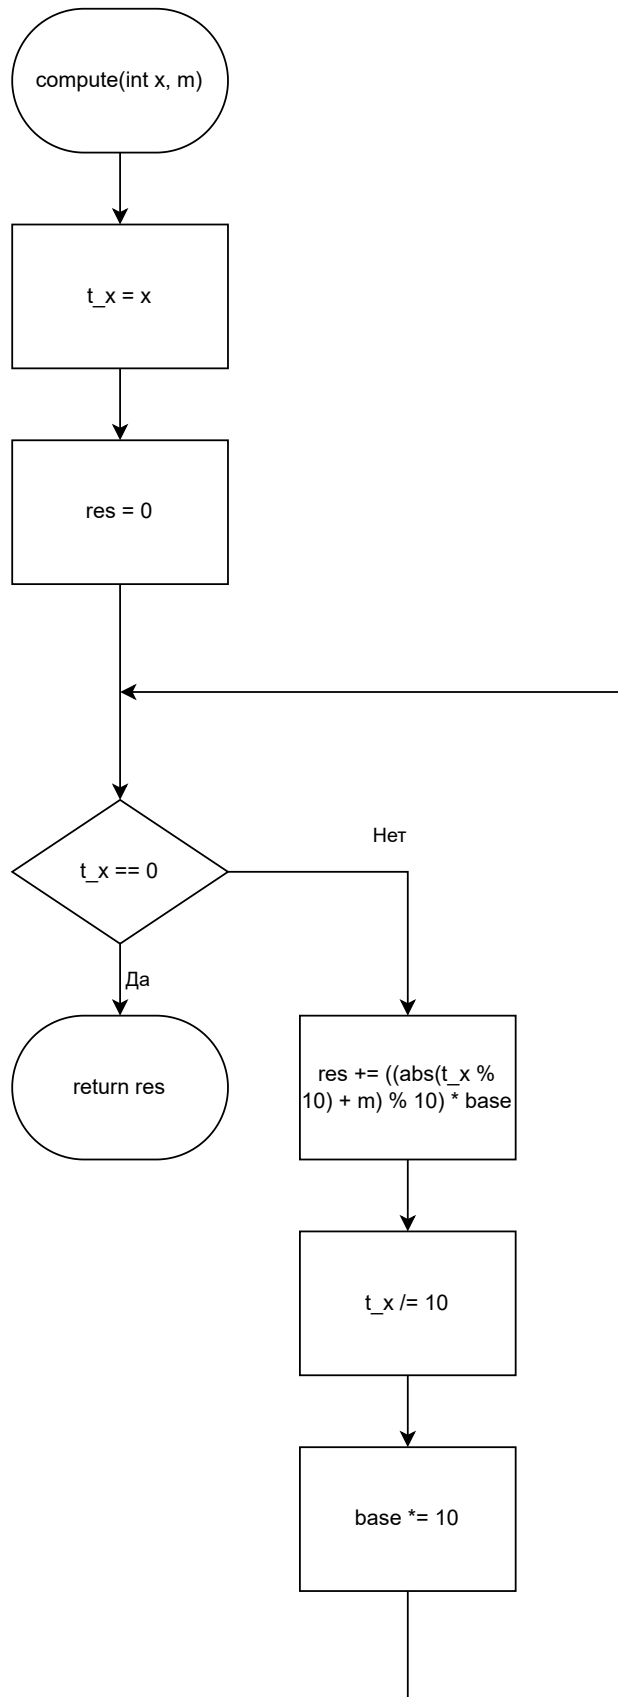 compute(int x, m)
t_x = x
res = 0
t_x == 0
Нет
Да
return res
res += ((abs(t_x %
10) + m) % 10) * base
t_x /= 10
base *= 10